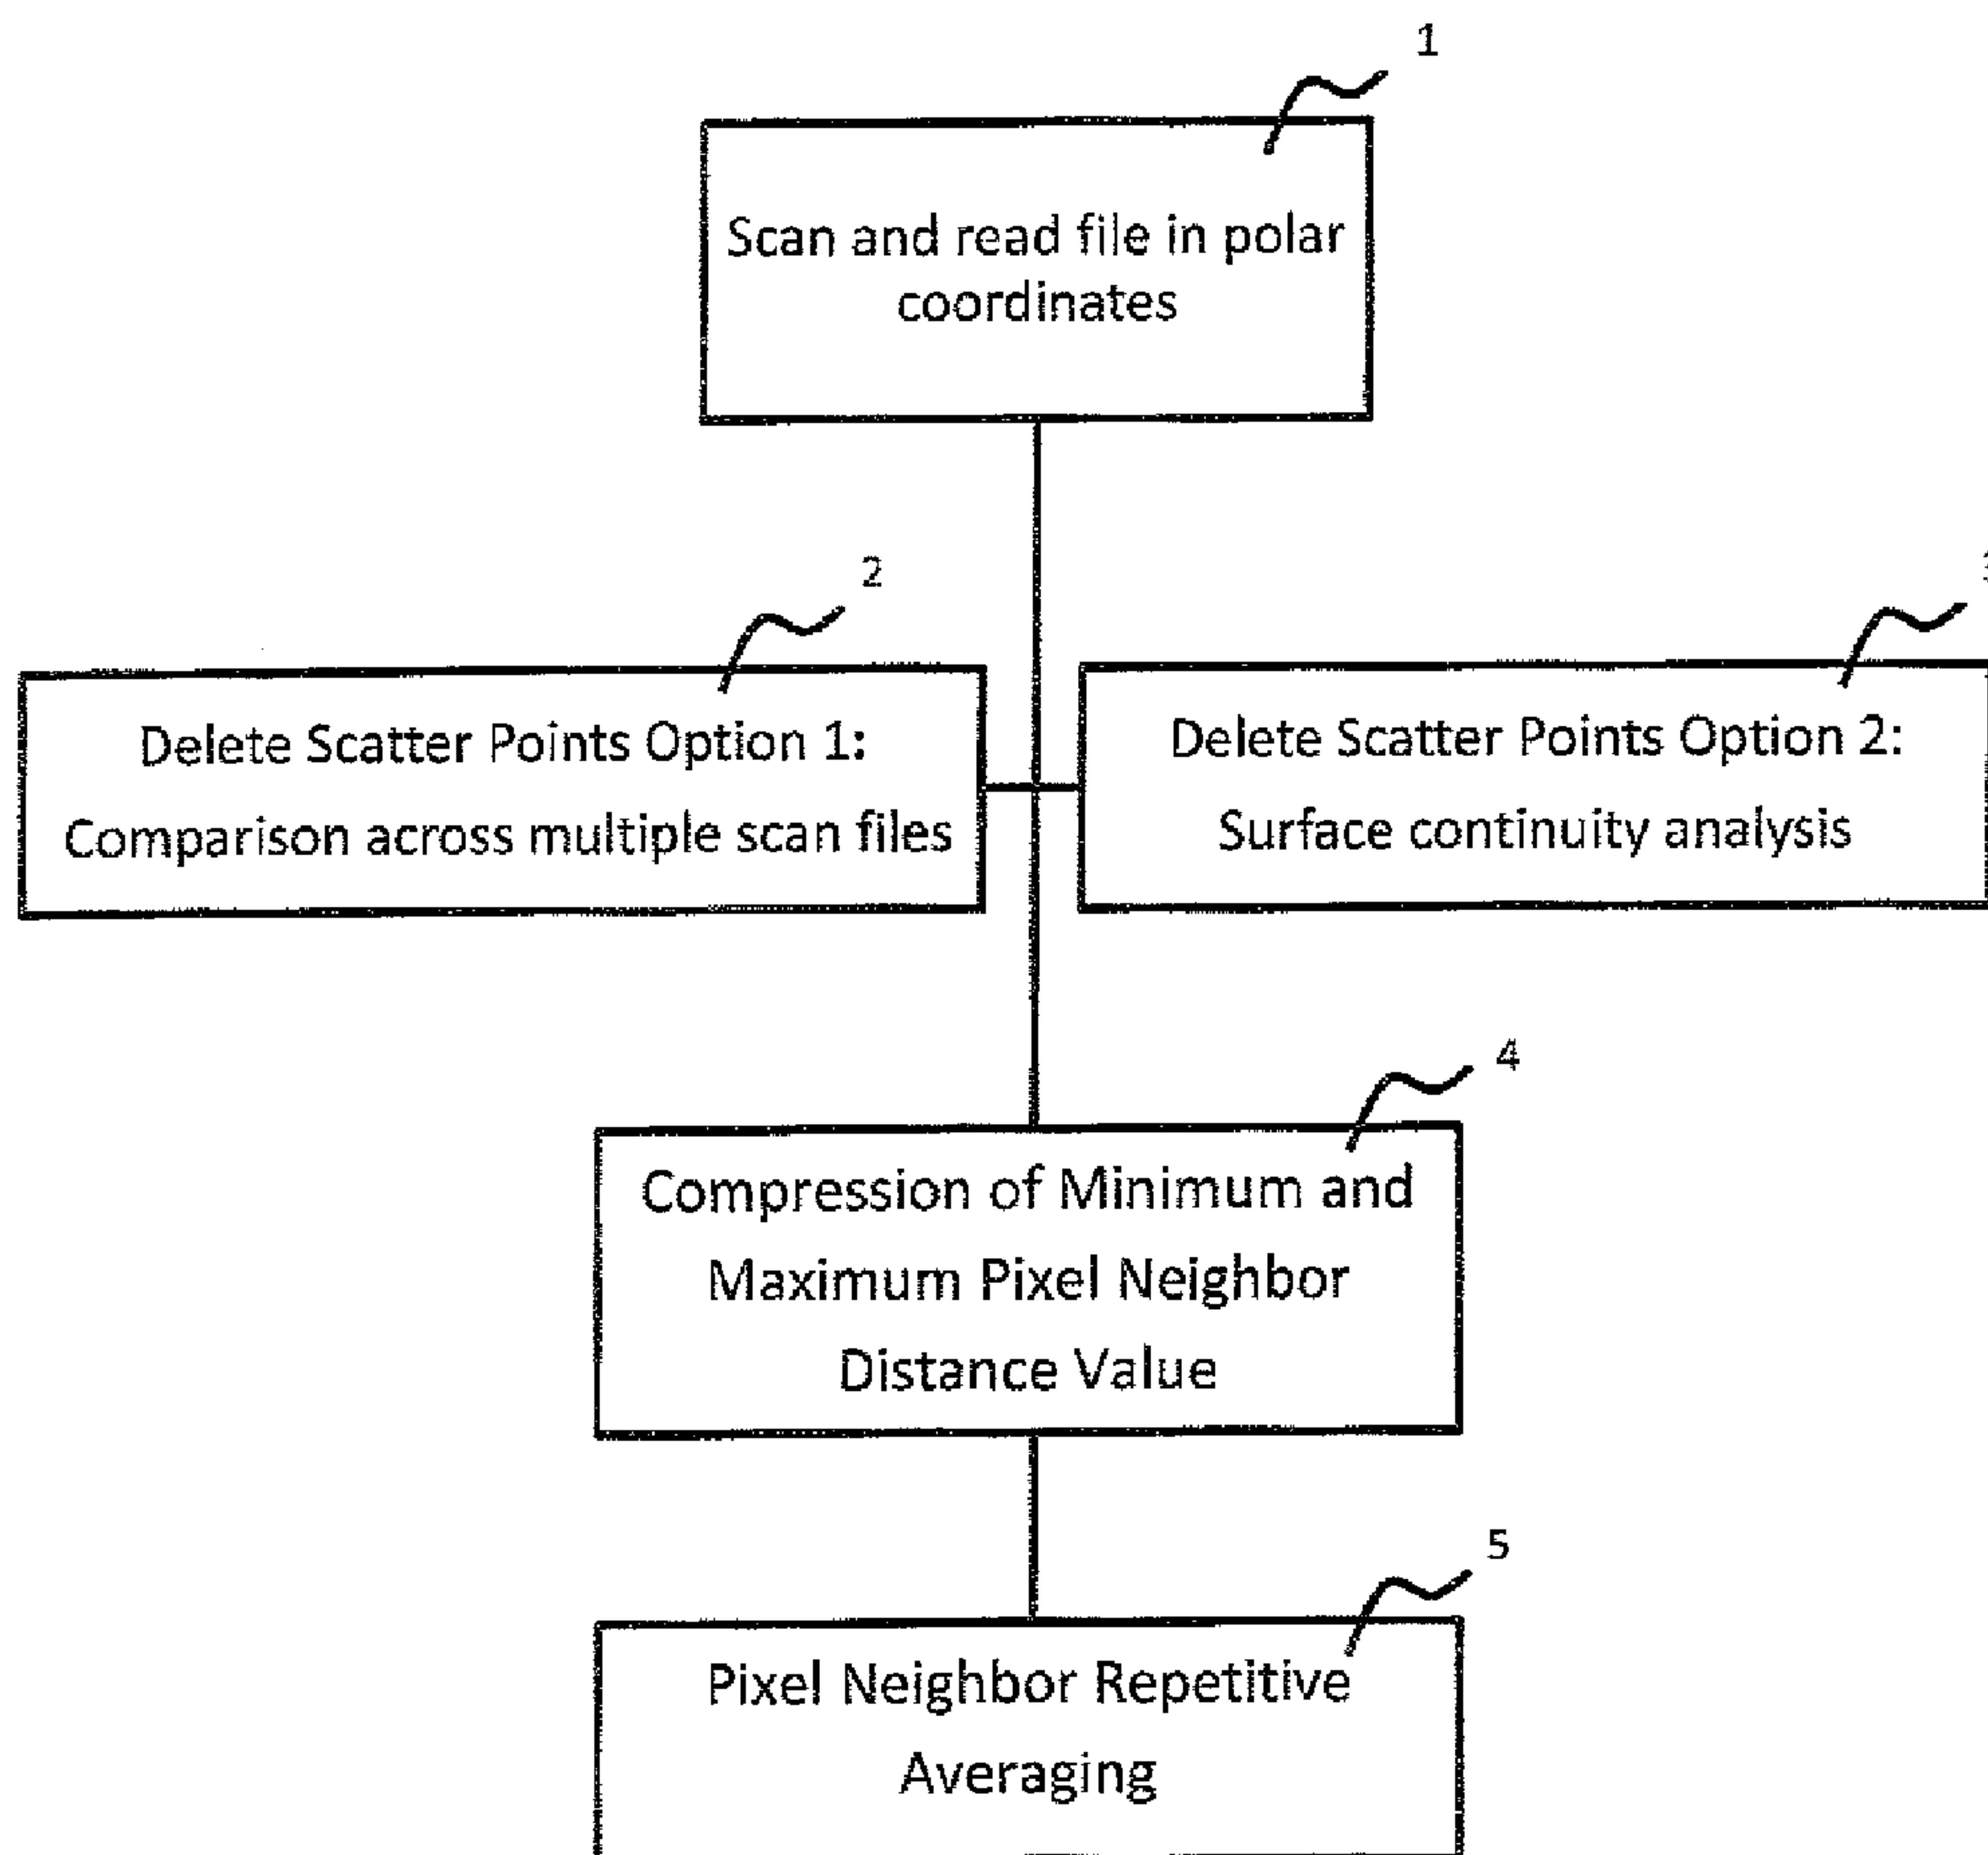 1
Scan and read file in polar
coordinates
2
Delete Scatter Points Option 1:
Comparison across multiple scan files
Delete Scatter Points Option 2:
Surface continuity analysis
4
Compression of Minimum and
Maximum Pixel Neighbor
Distance Value
5
Pixel Neighbor Repetitive
Averaging